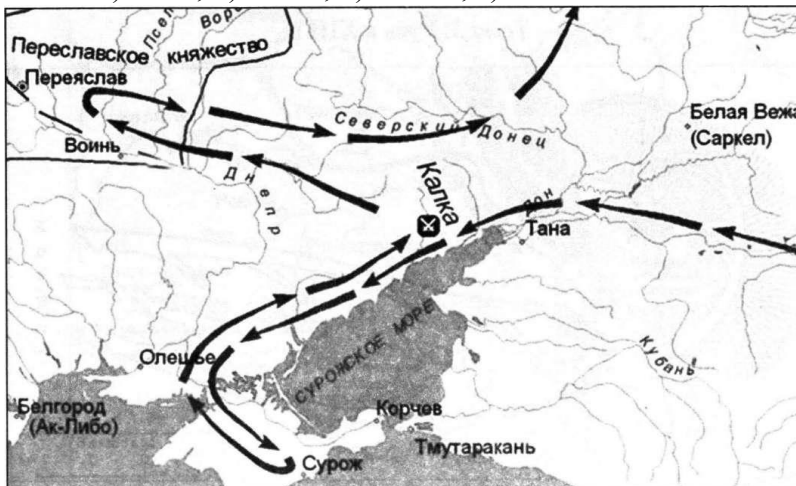 Псел
Переславское
княжество
Переяслав
Северский Донец
Белая Вежа
(Саркел)
Воинь
Днепр
Калка
Дон
Тана
СУРОЖСКОЕ МОРЕ
Олешье
Кубань
Белгород
(Ак-Либо)
Корчев
Тмутаракань
Сурож